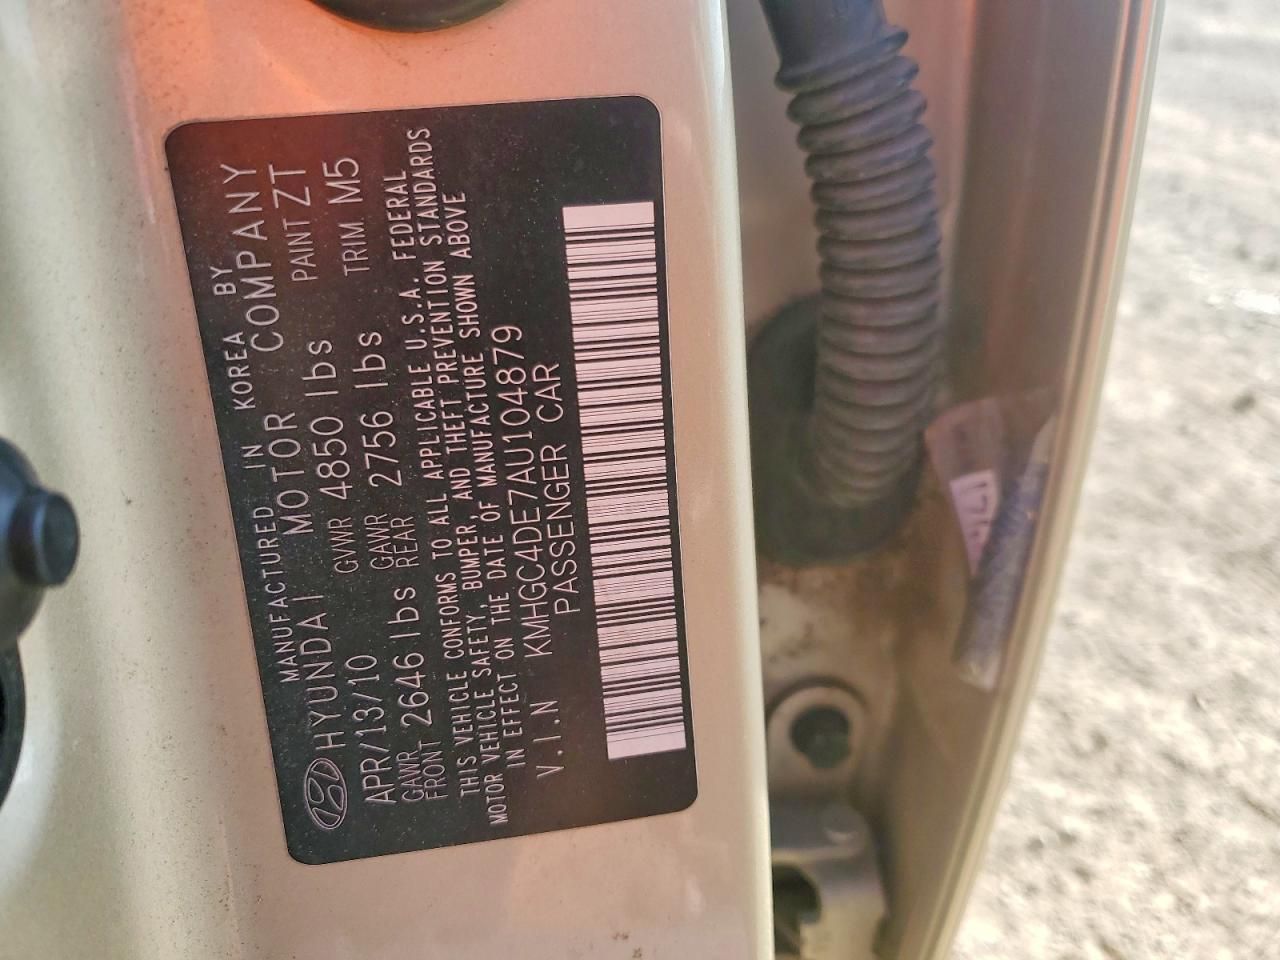 MANUFACTURED IN KOREA BY
HYUNDAI MOTOR COMPANY
APR/13/10 GVWR 4850 lbs PAINT ZT
GAWR FRONT 2646 lbs GAWR REAR 2756 lbs TRIM M5
THIS VEHICLE CONFORMS TO ALL APPLICABLE U.S.A. FEDERAL
MOTOR VEHICLE SAFETY, BUMPER, AND THEFT PREVENTION STANDARDS
IN EFFECT ON THE DATE OF MANUFACTURE SHOWN ABOVE
V.I.N KMHGC4DE7AU104879
PASSENGER CAR